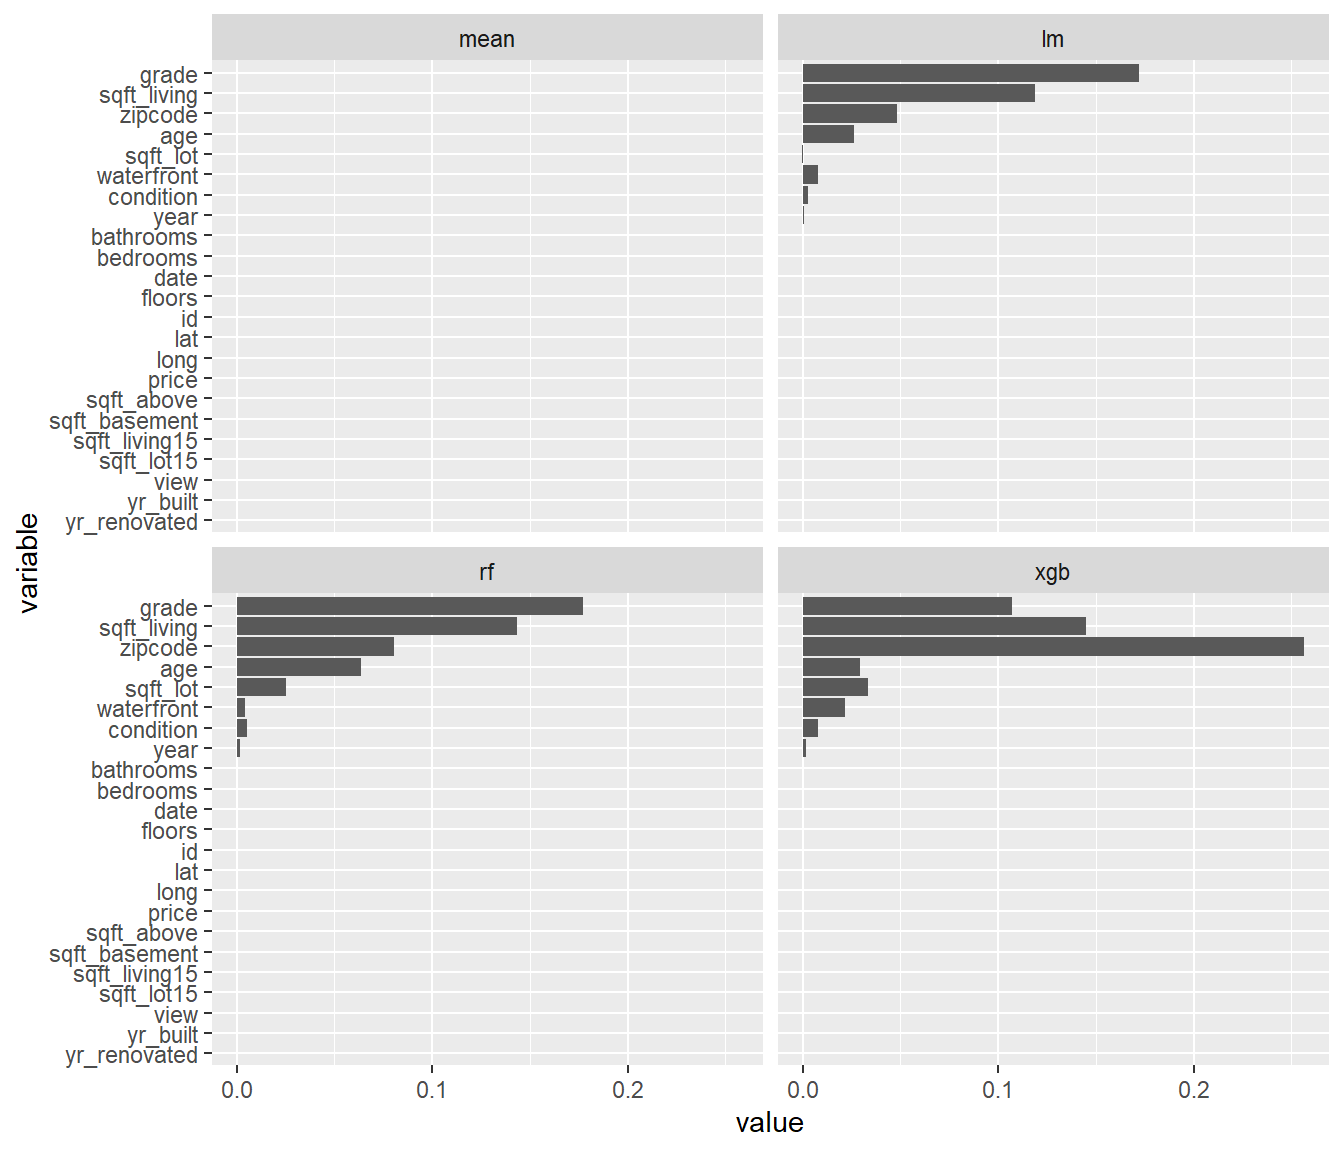 mean
lm
grade
sqft_living
zipcode
age
sqft_lot
waterfront
condition
year
bathrooms
bedrooms
date
floors
id
lat
long
price
sqft_above
sqft_basement
sqft_living15
sqft_lot15
view
yr_built
yr_renovated
variable
rf
xgb
grade
sqft_living
zipcode
age
sqft_lot
waterfront
condition
year
bathrooms
bedrooms
date
floors
id
lat
long
price
sqft_above
sqft_basement
sqft_living15
sqft_lot15
view
yr_built
yr_renovated
0.0 0.1 0.2 0.0 0.1 0.2
value